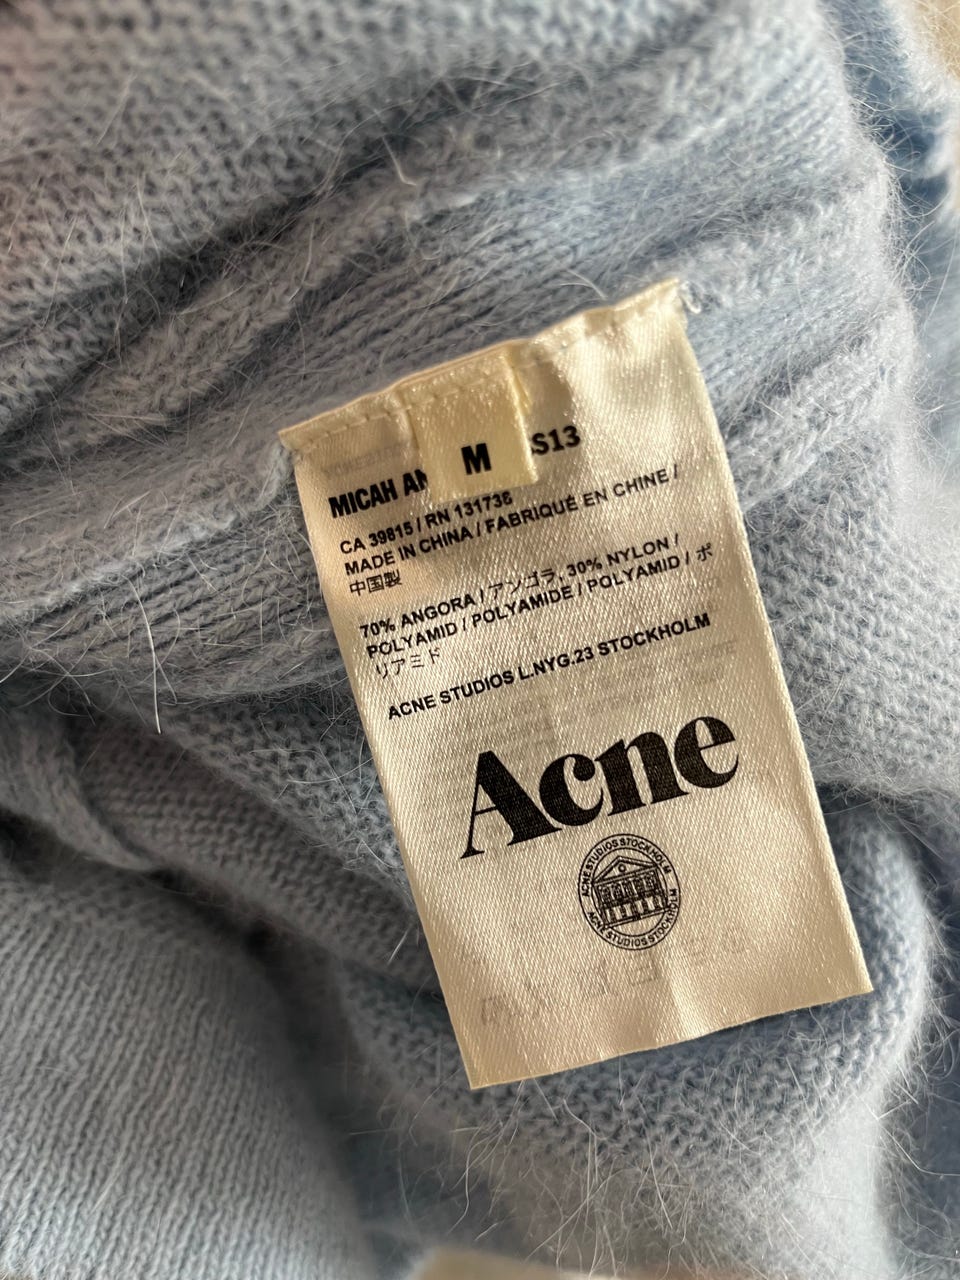 M
MICAH AN
S13
CA 39815 / RN 131736
MADE IN CHINA / FABRIQUÉ EN CHINE /
中国製
70% ANGORA / アンゴラ, 30% NYLON /
POLYAMID / POLYAMIDE / POLYAMID / ポ
リアミド
ACNE STUDIOS L.NYG.23 STOCKHOLM
Acne
ACNE STUDIOS STOCKHOLM
ACNE STUDIOS STOCKHOLM